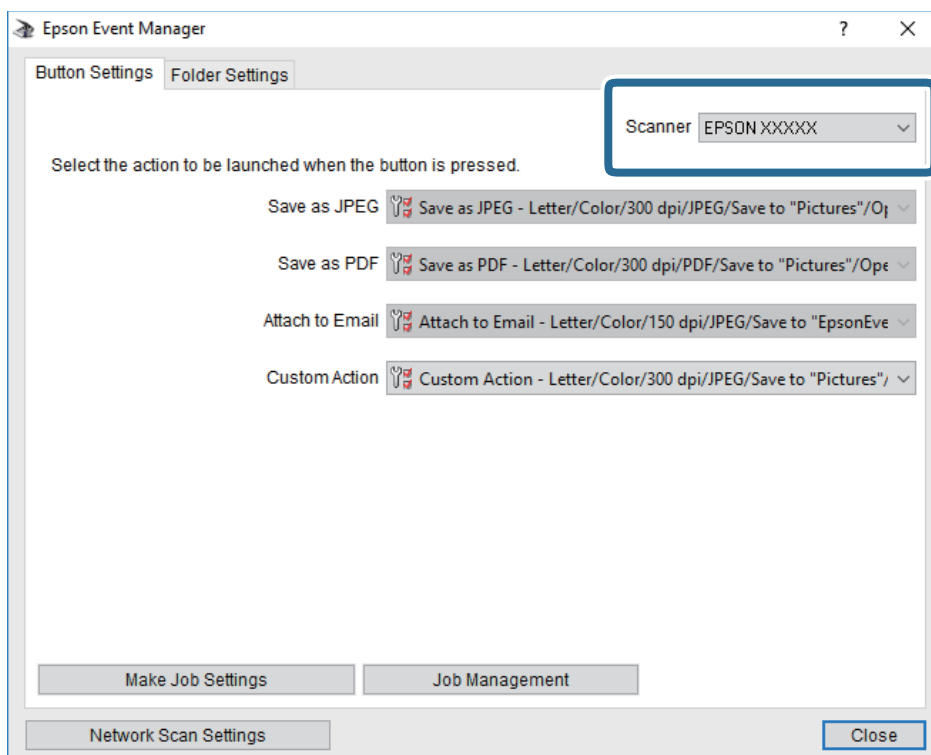 Epson Event Manager
Button Settings Folder Settings
Scanner EPSON XXXXX
Select the action to be launched when the button is pressed.
Save as JPEG Save as JPEG - Letter/Color/300 dpi/JPEG/Save to "Pictures"/Op
Save as PDF Save as PDF - Letter/Color/300 dpi/PDF/Save to "Pictures"/Ope
Attach to Email Attach to Email - Letter/Color/150 dpi/JPEG/Save to "EpsonEve
Custom Action Custom Action - Letter/Color/300 dpi/JPEG/Save to "Pictures"/
Make Job Settings Job Management
Network Scan Settings Close